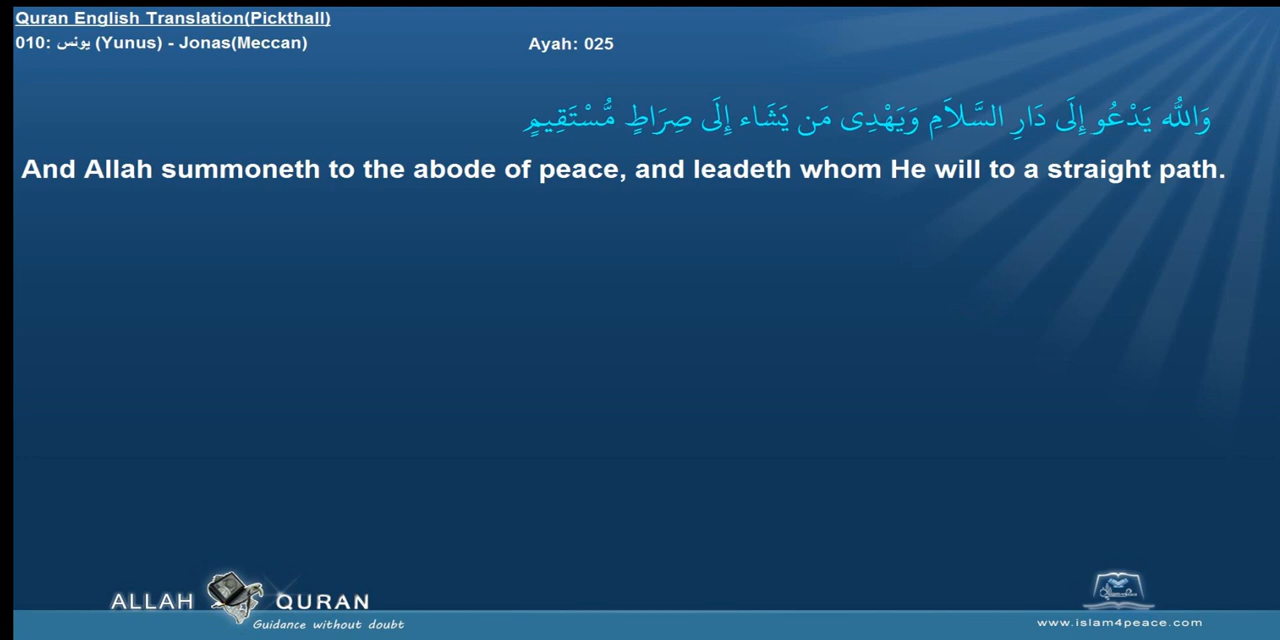 Quran English Translation(Pickthall)
010: يونس (Yunus) - Jonas(Meccan) Ayah: 025
وَاللّهُ يَدْعُو إِلَى دَارِ السَّلاَمِ وَيَهْدِي مَن يَشَاء إِلَى صِرَاطٍ مُّسْتَقِيمٍ
And Allah summoneth to the abode of peace, and leadeth whom He will to a straight path.
ALLAH QURAN
Guidance without doubt
www.islam4peace.com